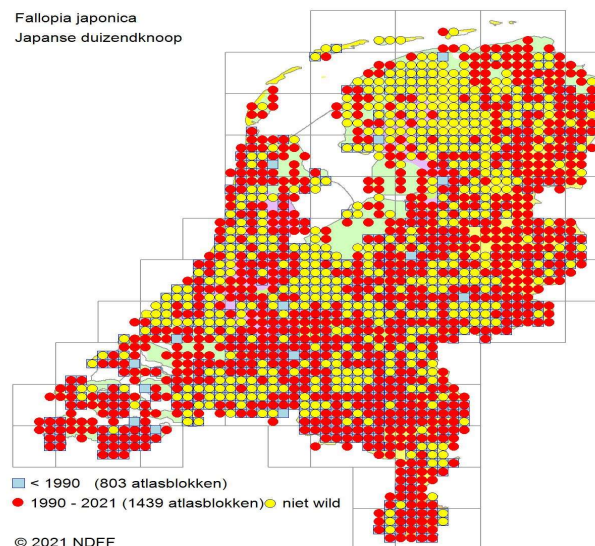 Fallopia japonica
Japanse duizendknoop
< 1990 (803 atlasblokken)
1990 - 2021 (1439 atlasblokken) niet wild
© 2021 NDFF